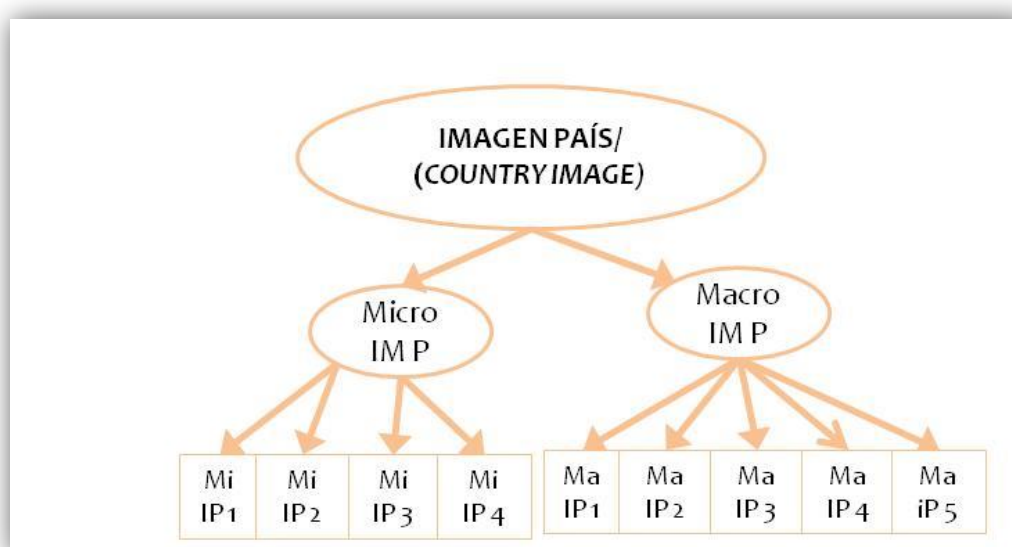 IMAGEN PAÍS/
(COUNTRY IMAGE)
Micro
IM P
Macro
IM P
Mi
IP1
Mi
IP2
Mi
IP3
Mi
IP4
Ma
IP1
Ma
IP2
Ma
IP3
Ma
IP4
Ma
iP5